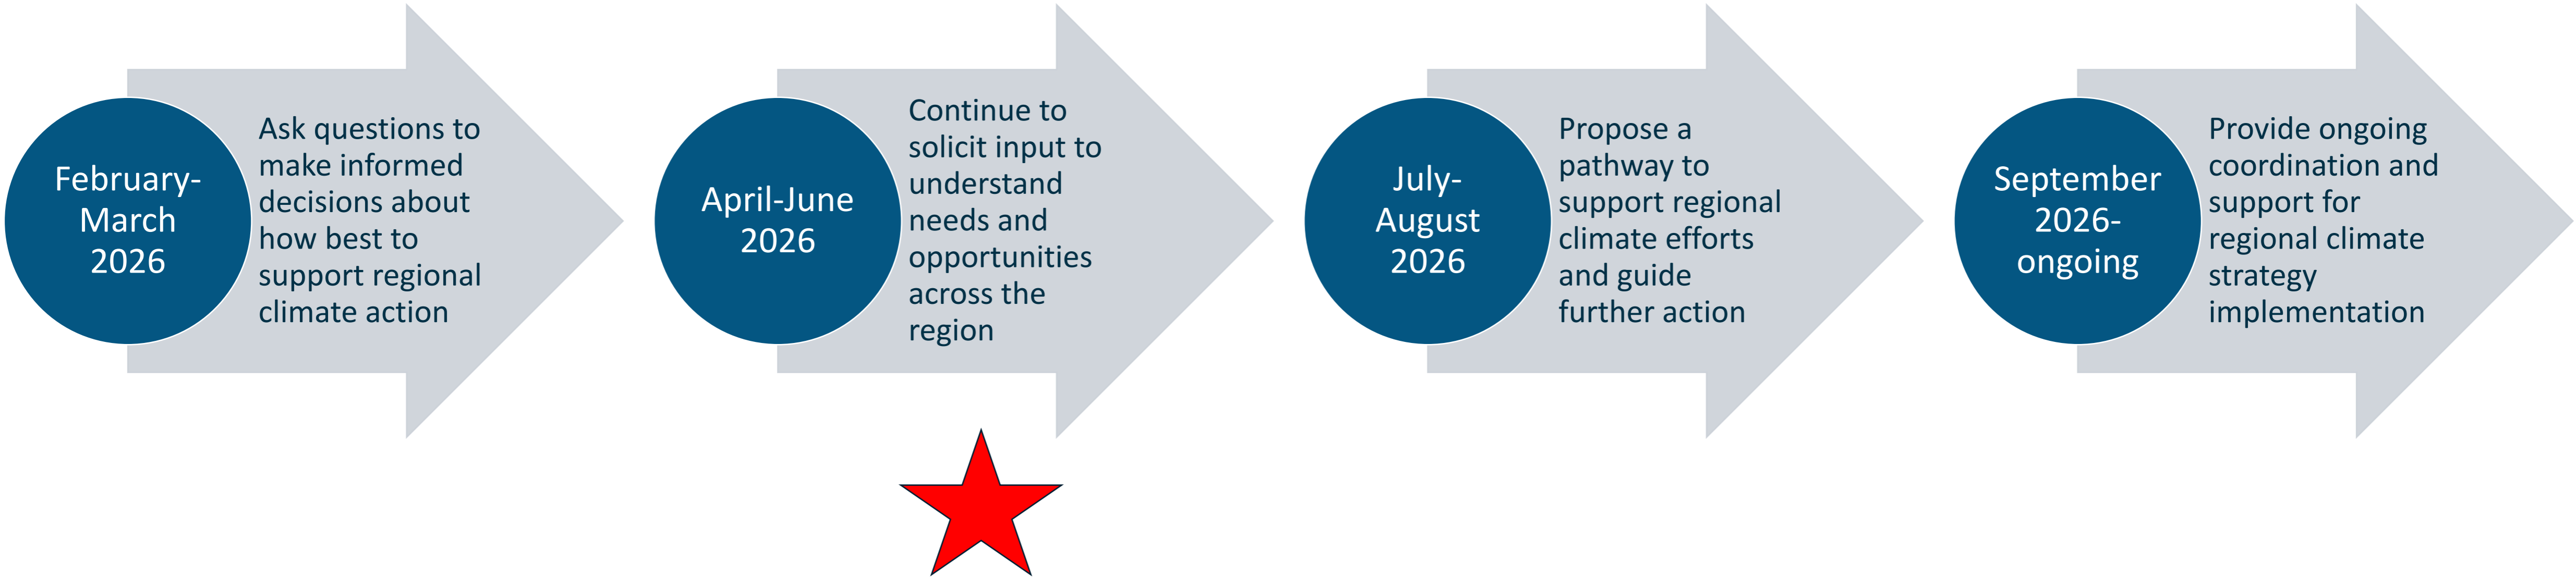 February-
March
2026
Ask questions to
make informed
decisions about
how best to
support regional
climate action
April-June
2026
Continue to
solicit input to
understand
needs and
opportunities
across the
region
July-
August
2026
Propose a
pathway to
support regional
climate efforts
and guide
further action
September
2026-
ongoing
Provide ongoing
coordination and
support for
regional climate
strategy
implementation